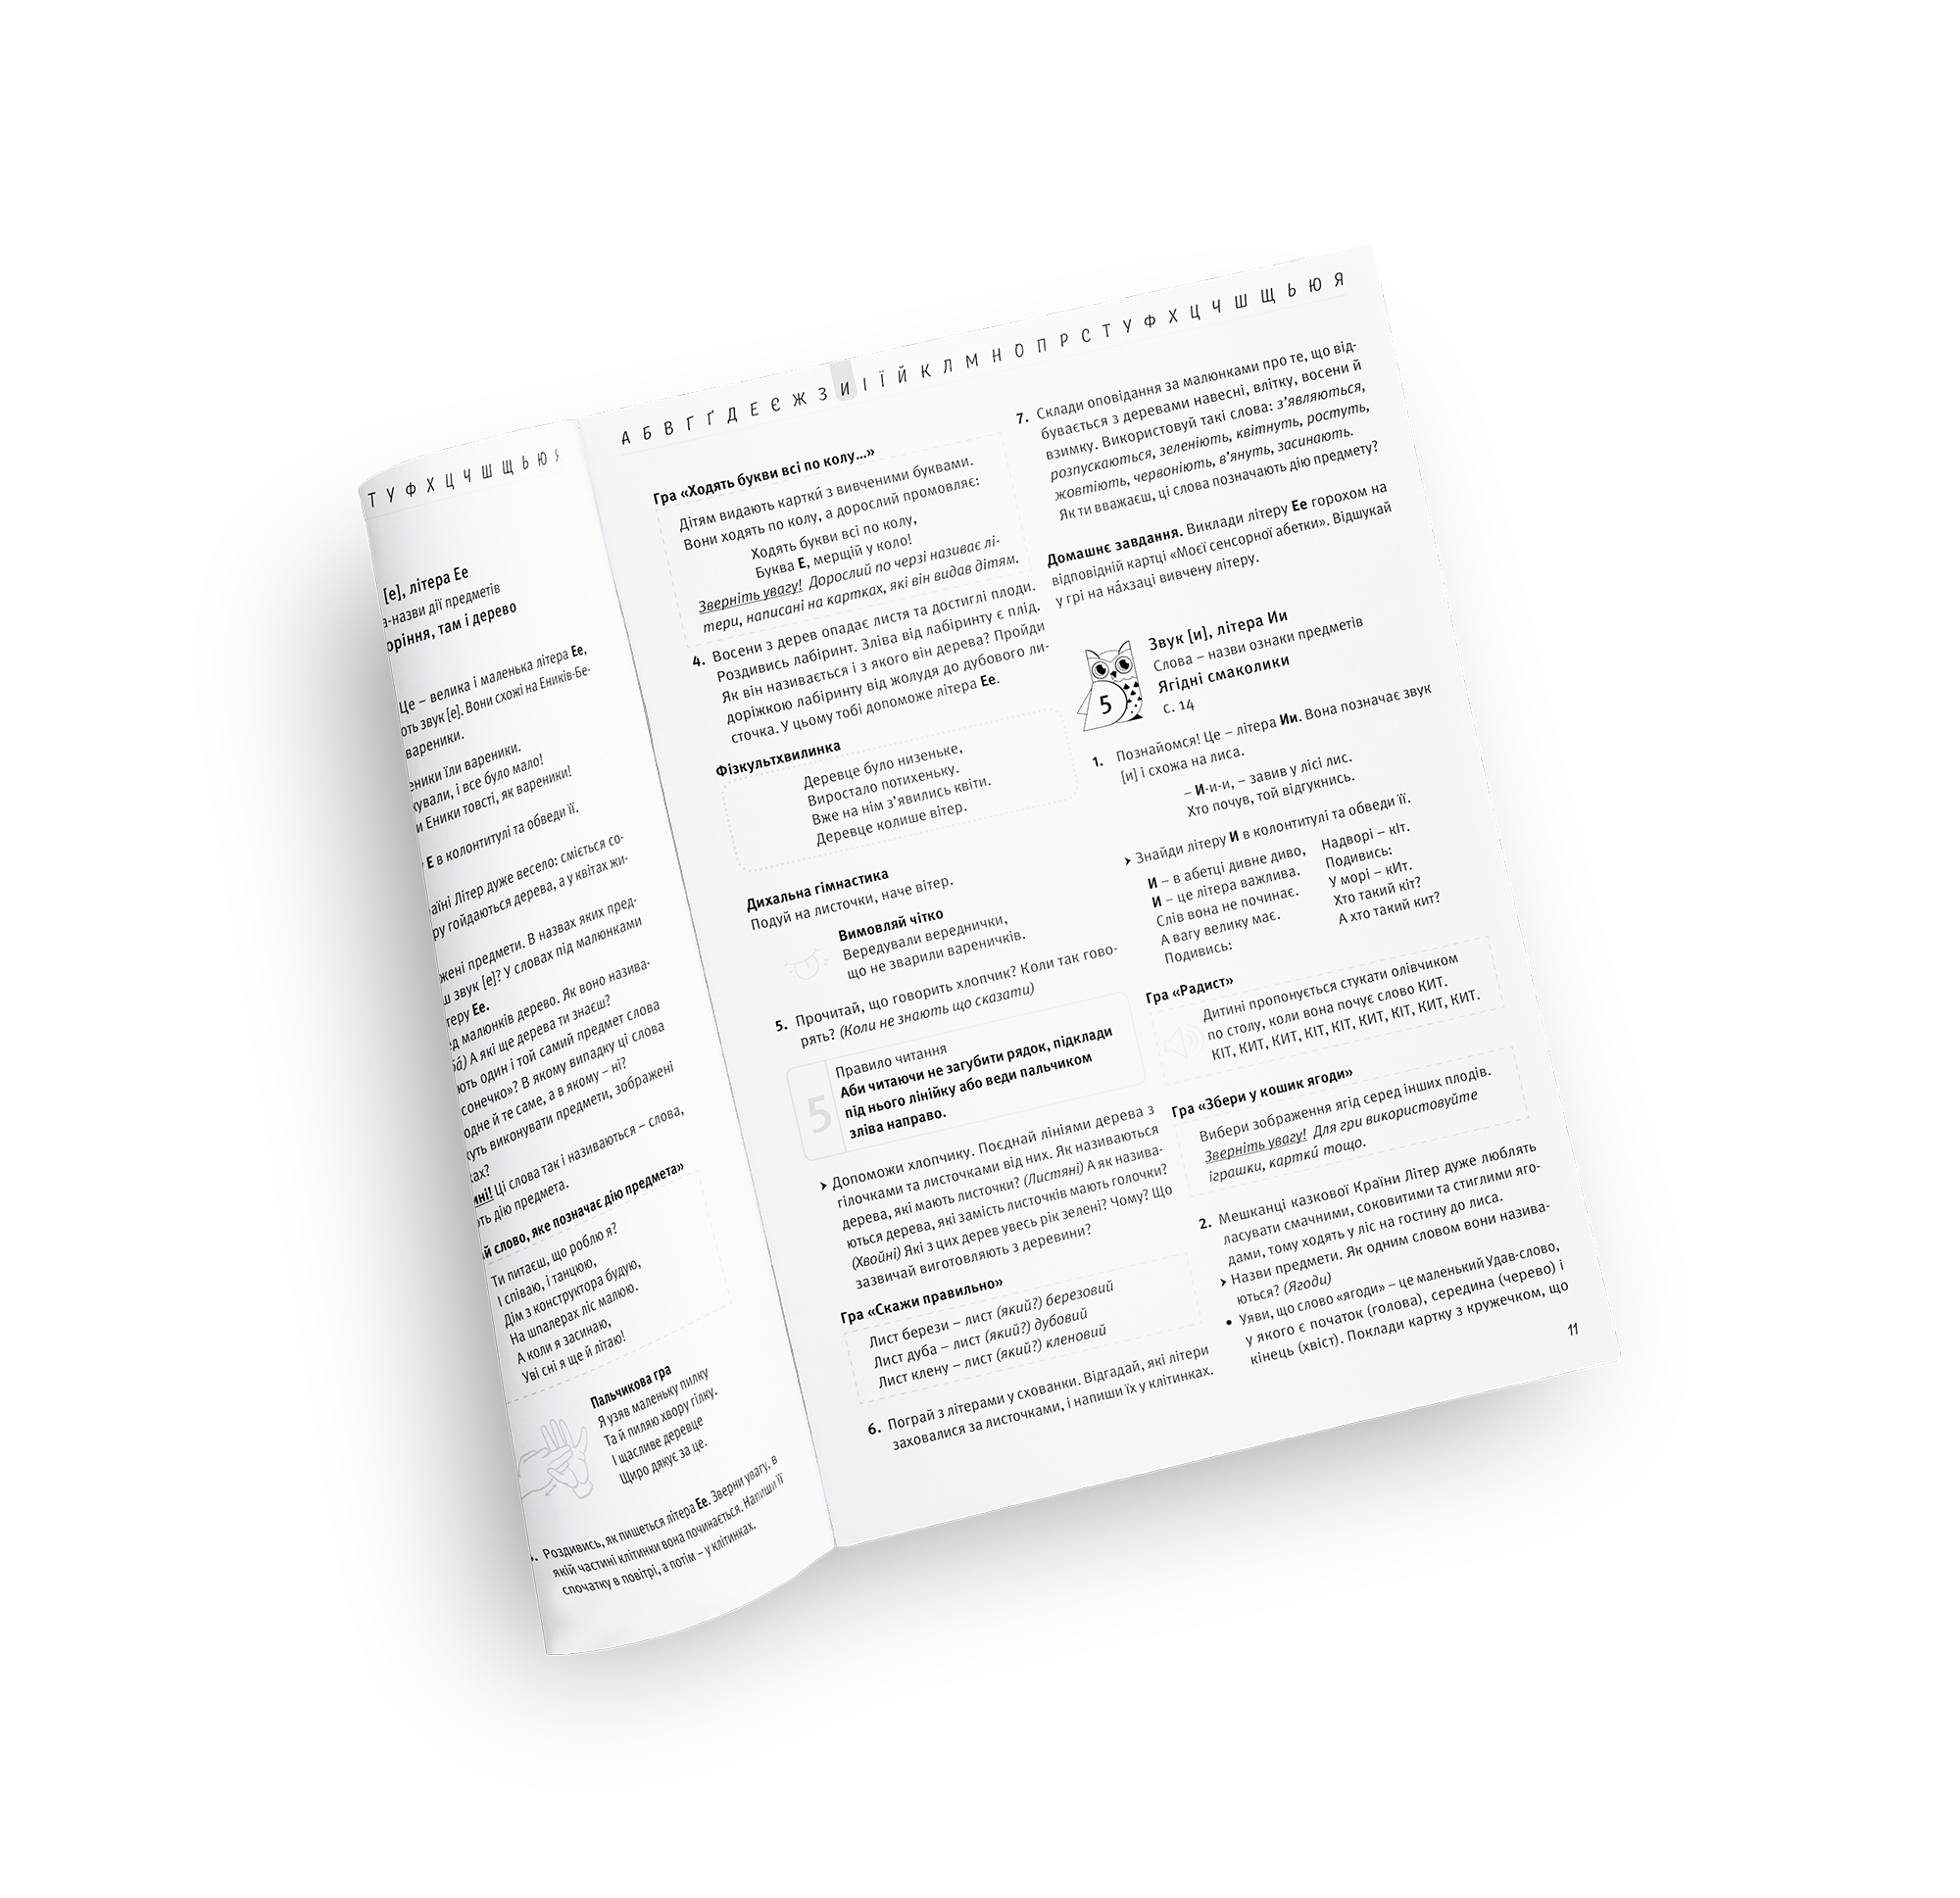 Т У Ф Х Ц Ч Ш Щ Ь Ю Я
[е], літера Ее
назви дії предметів
там і дерево
Це – велика і маленька літера Ее,
звук [е]. Вони схожі на Еників-Бе-
вареники.
їли вареники.
і все було мало!
Еники товсті, як вареники!
Е в колонтитулі та обведи її.
Літер дуже весело: сміється со-
гойдаються дерева, а у квітах жи-
предмети. В назвах яких пред-
звук [е]? У словах під малюнками
Ее.
малюнків дерево. Як воно назива-
А які ще дерева ти знаєш?
один і той самий предмет слова
сонечко»? В якому випадку ці слова
одне й те саме, а в якому – ні?
виконувати предмети, зображені
Ці слова так і називаються – слова,
дію предмета.
слово, яке позначає дію предмета»
Ти питаєш, що роблю я?
І співаю, і танцюю,
Дім з конструктора будую,
На шпалерах ліс малюю.
А коли я засинаю,
Уві сні я ще й літаю!
Пальчикова гра
Я узяв маленьку пилку
Та й пиляю хвору гілку.
І щасливе деревце
Щиро дякує за це.
Роздивись, як пишеться літера Ее. Зверни увагу, в
якій частині клітинки вона починається. Напиши її
спочатку в повітрі, а потім – у клітинках.
А Б В Г Ґ Д Е Є Ж З И І Ї Й К Л М Н О П Р С Т У Ф Х Ц Ч Ш Щ Ь Ю Я
Гра «Ходять букви всі по колу...»
Дітям видають картки́ з вивченими буквами.
Вони ходять по колу, а дорослий промовляє:
Ходять букви всі по колу,
Буква Е, мерщій у коло!
Зверніть увагу! Дорослий по черзі називає лі-
тери, написані на картках, які він видав дітям.
4. Восени з дерев опадає листя та достиглі плоди.
Роздивись лабіринт. Зліва від лабіринту є плід.
Як він називається і з якого він дерева? Пройди
доріжкою лабіринту від жолудя до дубового ли-
сточка. У цьому тобі допоможе літера Ее.
Фізкультхвилинка
Деревце було низеньке,
Виростало потихеньку.
Вже на нім з’явились квіти.
Деревце колише вітер.
Дихальна гімнастика
Подуй на листочки, наче вітер.
Вимовляй чітко
Вередували вереднички,
що не зварили вареничків.
5. Прочитай, що говорить хлопчик? Коли так гово-
рять? (Коли не знають що сказати)
5
Правило читання
Аби читаючи не загубити рядок, підклади
під нього лінійку або веди пальчиком
зліва направо.
➤ Допоможи хлопчику. Поєднай лініями дерева з
гілочками та листочками від них. Як називаються
дерева, які мають листочки? (Листяні) А як назива-
ються дерева, які замість листочків мають голочки?
(Хвойні) Які з цих дерев увесь рік зелені? Чому? Що
зазвичай виготовляють з деревини?
Гра «Скажи правильно»
Лист берези – лист (який?) березовий
Лист дуба – лист (який?) дубовий
Лист клену – лист (який?) кленовий
6. Пограй з літерами у схованки. Відгадай, які літери
заховалися за листочками, і напиши їх у клітинках.
7. Склади оповідання за малюнками про те, що від-
бувається з деревами навесні, влітку, восени й
взимку. Використовуй такі слова: з’являються,
розпускаються, зеленіють, квітнуть, ростуть,
жовтіють, червоніють, в’януть, засинають.
Як ти вважаєш, ці слова позначають дію предмету?
Домашнє завдання. Виклади літеру Ее горохом на
відповідній картці «Моєї сенсорної абетки». Відшукай
у грі на на́хзаці вивчену літеру.
5
Звук [и], літера Ии
Слова – назви ознаки предметів
Ягідні смаколики
с. 14
1. Познайомся! Це – літера Ии. Вона позначає звук
[и] і схожа на лиса.
– И-и-и, – завив у лісі лис.
Хто почув, той відгукнись.
➤ Знайди літеру И в колонтитулі та обведи її.
И – в абетці дивне диво,
И – це літера важлива.
Слів вона не починає.
А вагу велику має.
Подивись:
Надворі – кІт.
Подивись:
У морі – кИт.
Хто такий кіт?
А хто такий кит?
Гра «Радист»
Дитині пропонується стукати олівчиком
по столу, коли вона почує слово КИТ.
КІТ, КИТ, КИТ, КІТ, КІТ, КИТ, КІТ, КИТ, КИТ.
Гра «Збери у кошик ягоди»
Вибери зображення ягід серед інших плодів.
Зверніть увагу! Для гри використовуйте
іграшки, картки́ тощо.
2. Мешканці казкової Країни Літер дуже люблять
ласувати смачними, соковитими та стиглими яго-
дами, тому ходять у ліс на гостину до лиса.
➤ Назви предмети. Як одним словом вони назива-
ються? (Ягоди)
• Уяви, що слово «ягоди» – це маленький Удав-слово,
у якого є початок (голова), середина (черево) і
кінець (хвіст). Поклади картку з кружечком, що
11